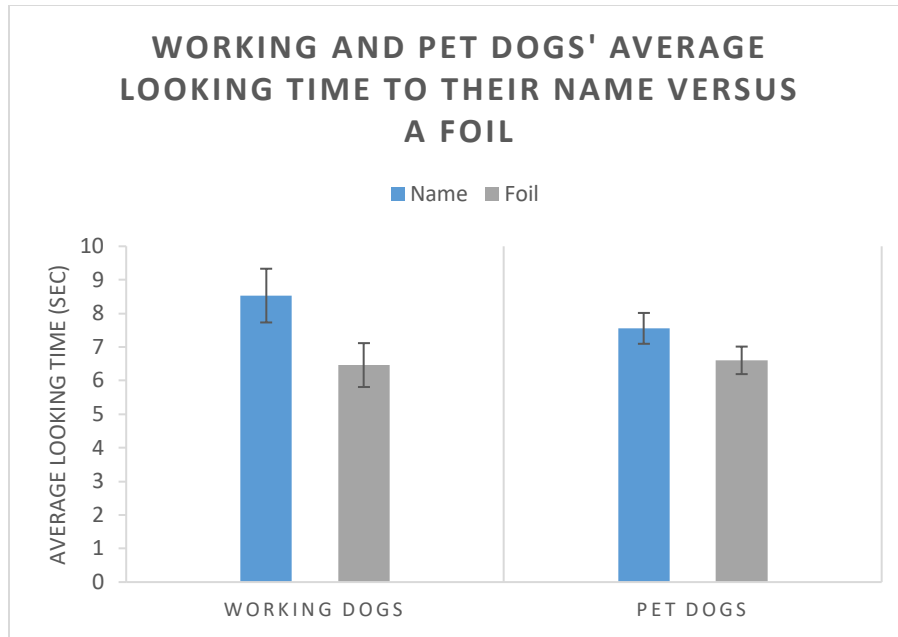 WORKING AND PET DOGS' AVERAGE
LOOKING TIME TO THEIR NAME VERSUS
A FOIL
Name Foil
AVERAGE LOOKING TIME (SEC)
10
9
8
7
6
5
4
3
2
1
0
WORKING DOGS PET DOGS